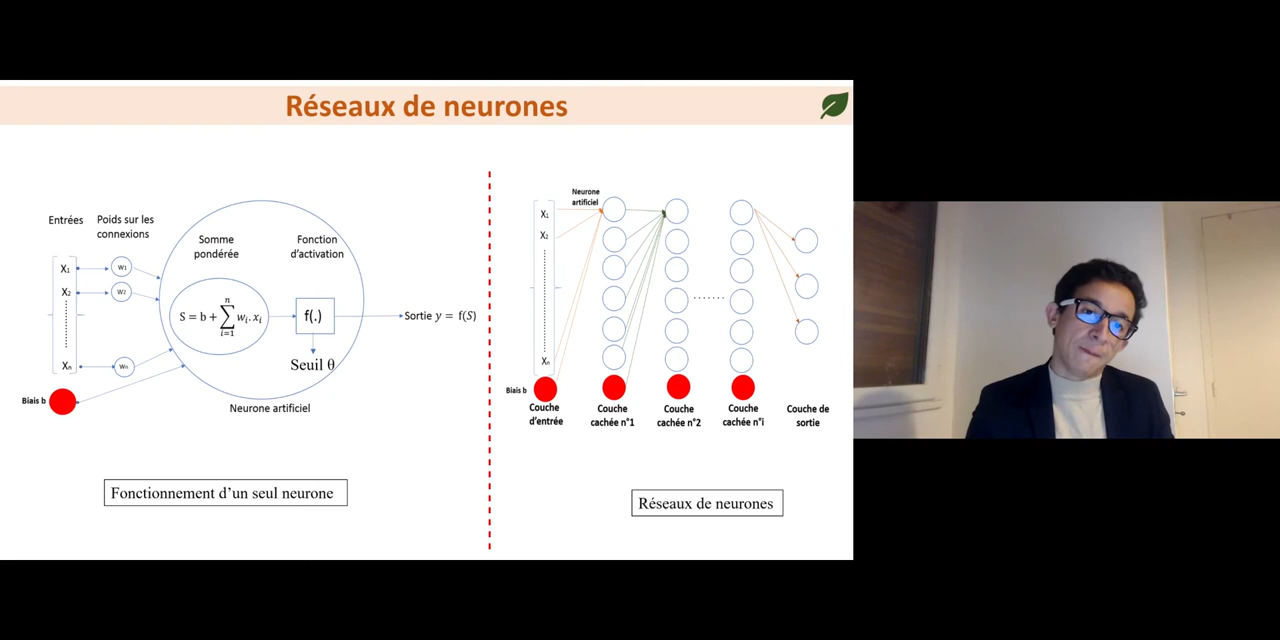 Réseaux de neurones
Entrées
Poids sur les
connexions
Somme
pondérée
Fonction
d'activation
X₁
W₁
X₂
W₂
S = b + ∑ⁿᵢ₌₁ wᵢ.xᵢ
f(.)
Sortie y = f(S)
Seuil θ
Xₙ
Wₙ
Biais b
Neurone artificiel
Fonctionnement d'un seul neurone
Neurone
artificiel
X₁
X₂
Xₙ
Biais b
Couche
d'entrée
Couche
cachée n°1
Couche
cachée n°2
Couche
cachée n°i
Couche de
sortie
Réseaux de neurones